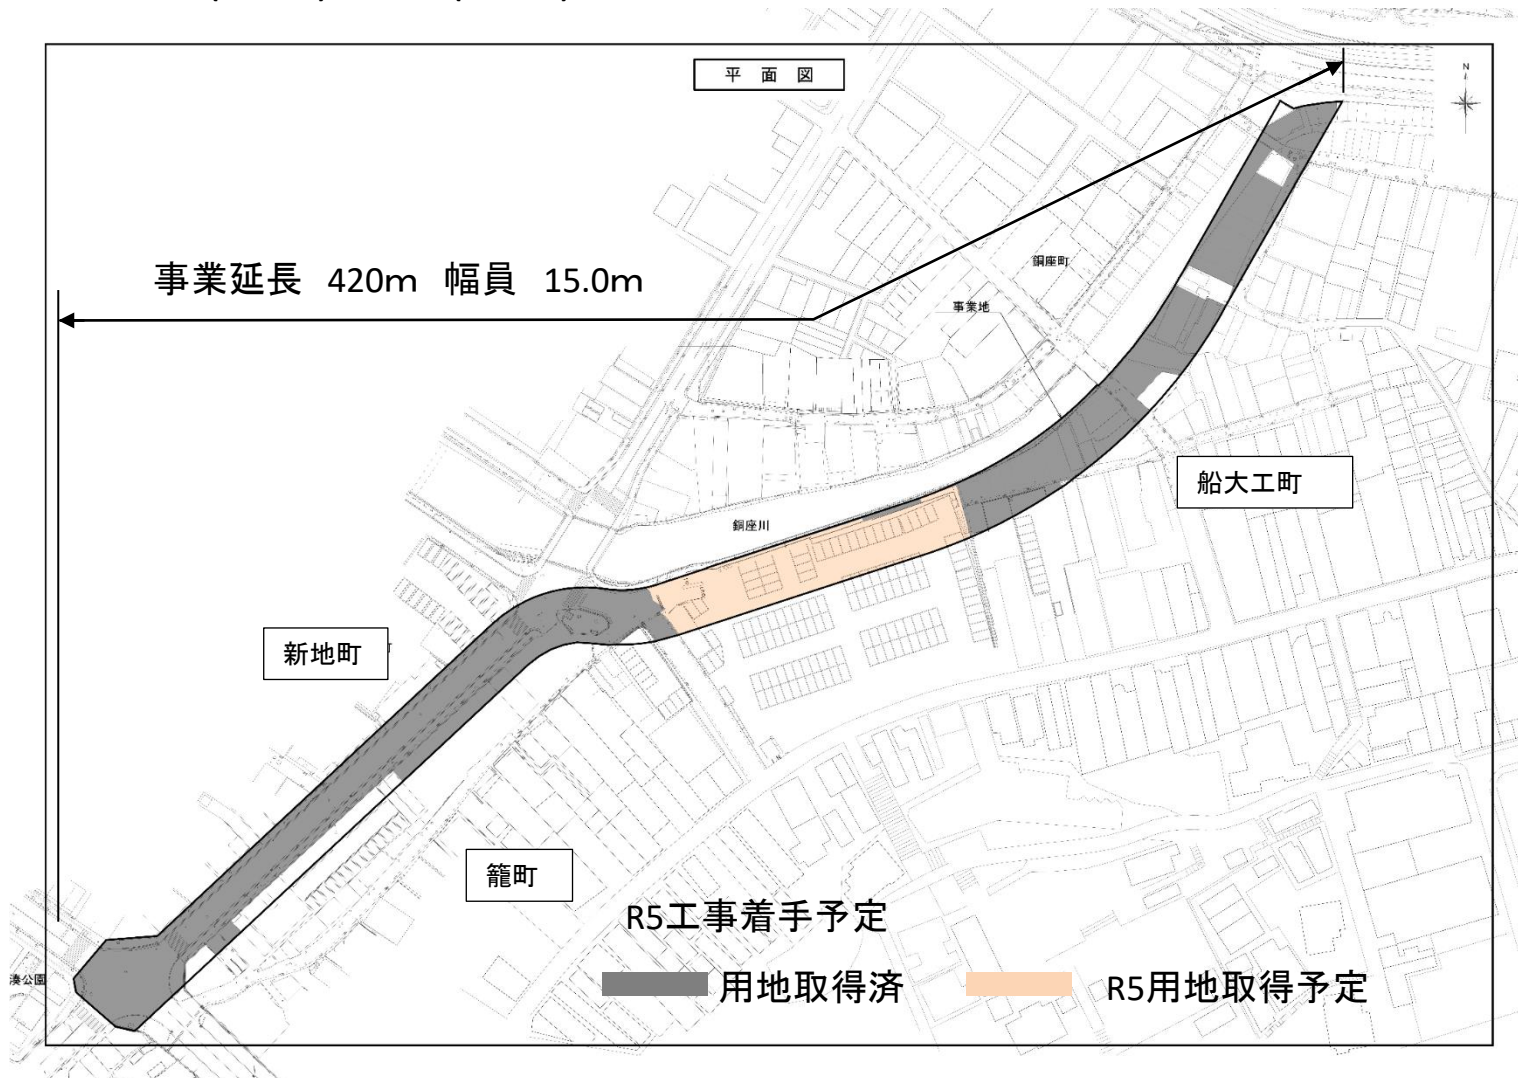 平 面 図
N
事業延長 420m 幅員 15.0m
銅座町
事業地
船大工町
銅座川
新地町
籠町
R5工事着手予定
湊公園
用地取得済
R5用地取得予定